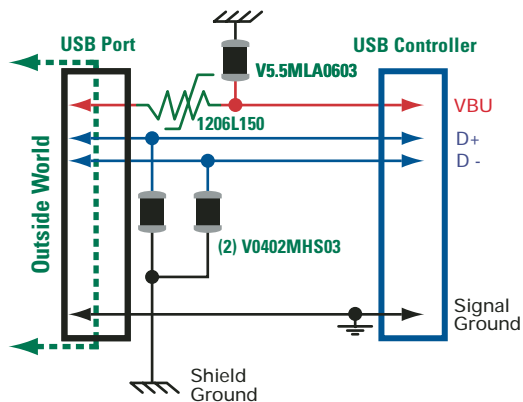 USB Port
USB Controller
V5.5MLA0603
VBU
1206L150
D+
D -
Outside World
(2) V0402MHS03
Signal
Ground
Shield
Ground